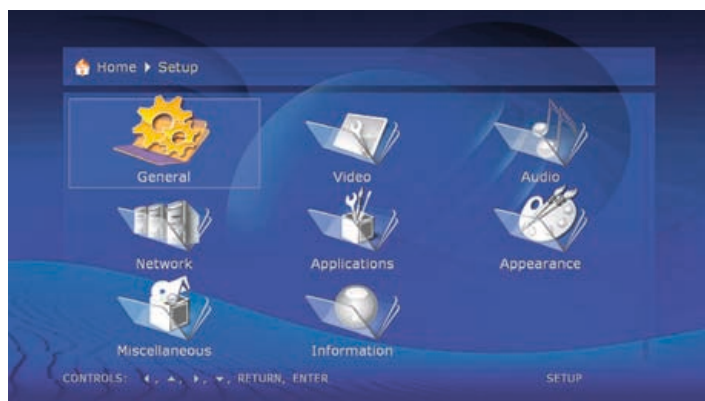 Home ▶ Setup
General Video Audio
Network Applications Appearance
Miscellaneous Information
CONTROLS: ◀, ▲, ▶, ▼, RETURN, ENTER SETUP